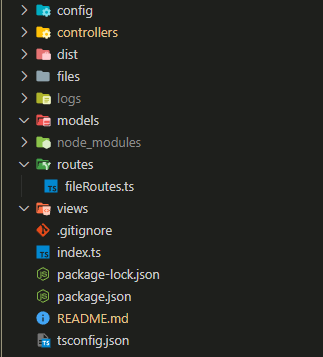 config
controllers
dist
files
logs
models
node_modules
routes
TS fileRoutes.ts
views
.gitignore
TS index.ts
package-lock.json
package.json
README.md
TS tsconfig.json